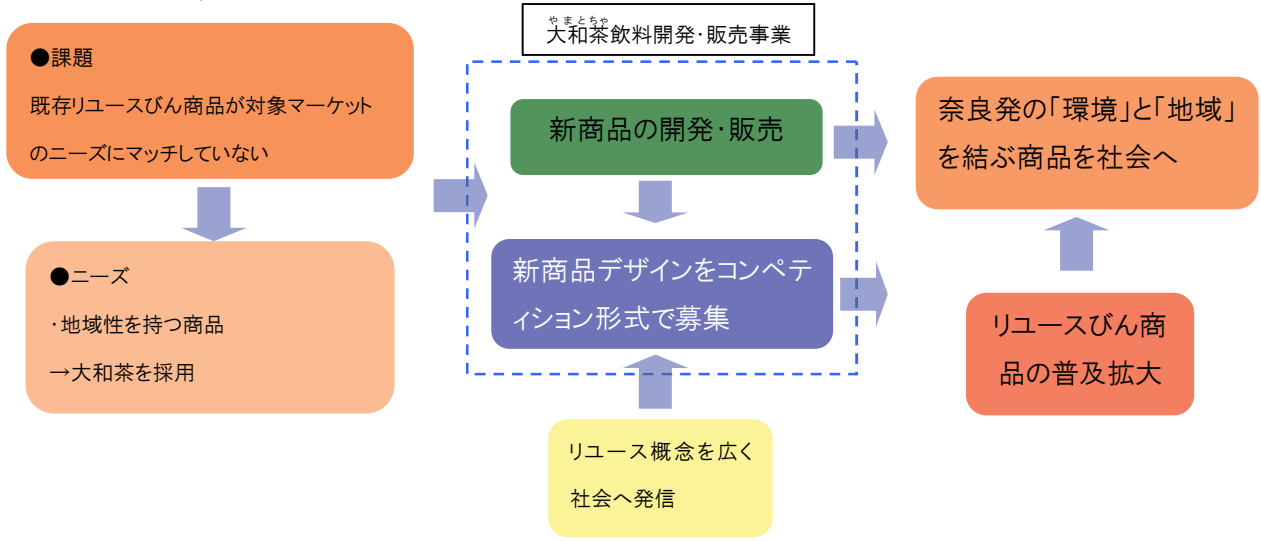 やまとちゃ
大和茶飲料開発・販売事業
●課題
既存リユースびん商品が対象マーケット
のニーズにマッチしていない
●ニーズ
・地域性を持つ商品
→大和茶を採用
新商品の開発・販売
新商品デザインをコンペテ
ィション形式で募集
リユース概念を広く
社会へ発信
奈良発の「環境」と「地域」
を結ぶ商品を社会へ
リユースびん商
品の普及拡大